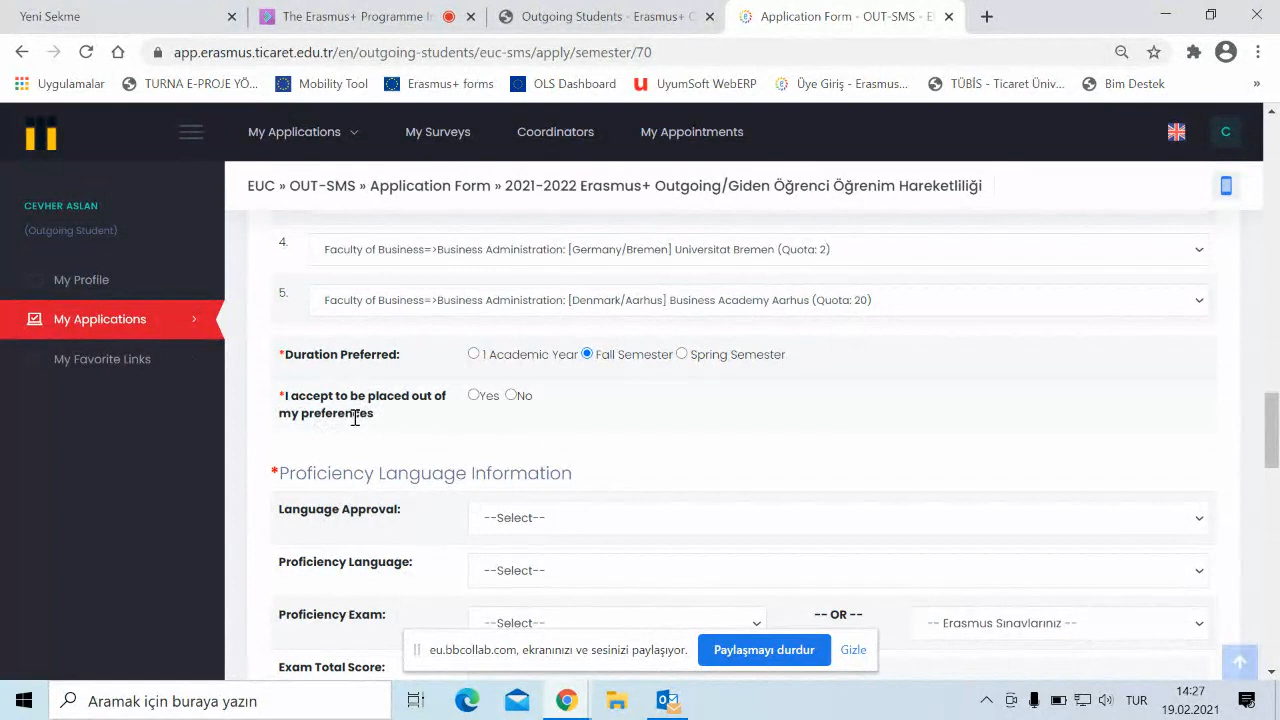 Yeni Sekme
The Erasmus+ Programme I
Outgoing Students - Erasmus+ C
Application Form - OUT-SMS - E
app.erasmus.ticaret.edu.tr/en/outgoing-students/euc-sms/apply/semester/70
Uygulamalar
TURNA E-PROJE YÖ...
Mobility Tool
Erasmus+ forms
OLS Dashboard
UyumSoft WebERP
Üye Giriş - Erasmus...
TÜBİS - Ticaret Üniv...
Bim Destek
»
My Applications
My Surveys
Coordinators
My Appointments
C
EUC » OUT-SMS » Application Form » 2021-2022 Erasmus+ Outgoing/Giden Öğrenci Öğrenim Hareketliliği
CEVHER ASLAN
(Outgoing Student)
My Profile
My Applications
My Favorite Links
4. Faculty of Business=>Business Administration: [Germany/Bremen] Universitat Bremen (Quota: 2)
5. Faculty of Business=>Business Administration: [Denmark/Aarhus] Business Academy Aarhus (Quota: 20)
*Duration Preferred: 1 Academic Year Fall Semester Spring Semester
*I accept to be placed out of Yes No
my preferences
*Proficiency Language Information
Language Approval: --Select--
Proficiency Language: --Select--
Proficiency Exam: --Select-- -- OR -- -- Erasmus Sınavlarınız --
eu.bbcollab.com, ekranınızı ve sesinizi paylaşıyor. Paylaşmayı durdur Gizle
Exam Total Score:
Aramak için buraya yazın
TUR
14:27
19.02.2021